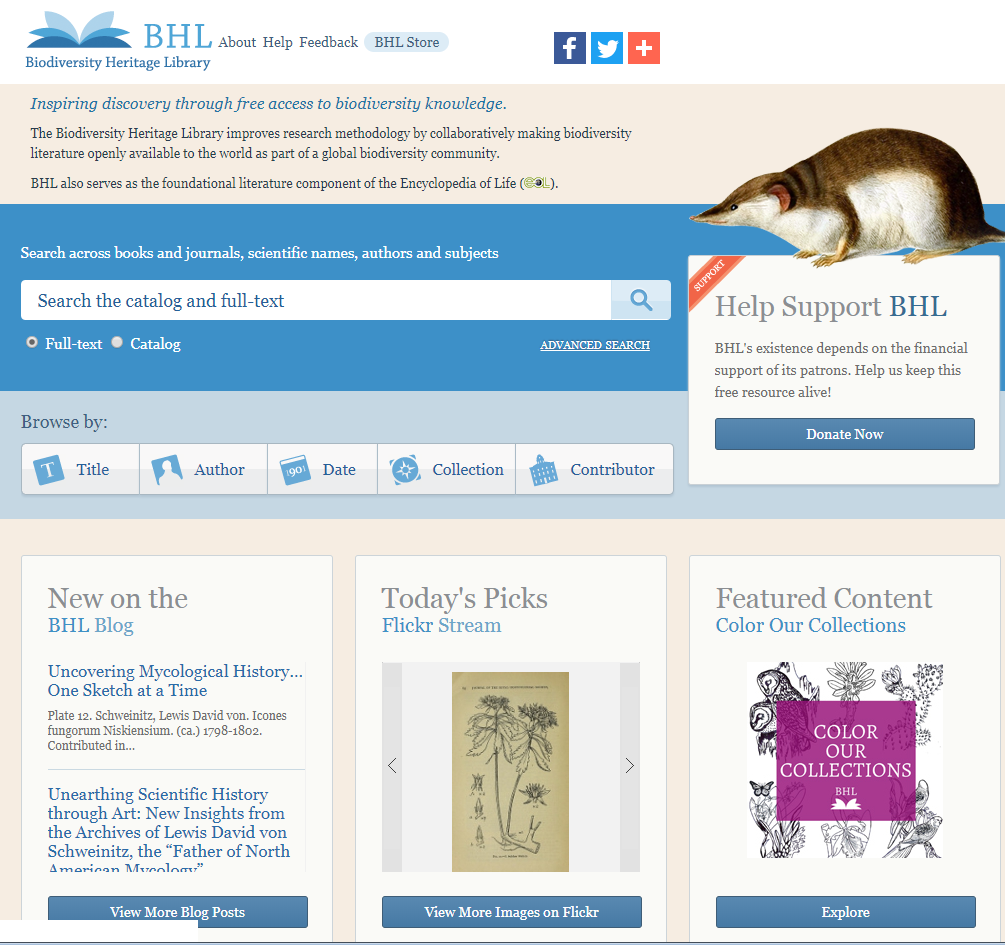 BHL
Biodiversity Heritage Library
About Help Feedback BHL Store
Inspiring discovery through free access to biodiversity knowledge.
The Biodiversity Heritage Library improves research methodology by collaboratively making biodiversity
literature openly available to the world as part of a global biodiversity community.
BHL also serves as the foundational literature component of the Encyclopedia of Life (EOL).
Search across books and journals, scientific names, authors and subjects
Search the catalog and full-text
Full-text Catalog
ADVANCED SEARCH
SUPPORT
Help Support BHL
BHL's existence depends on the financial
support of its patrons. Help us keep this
free resource alive!
Donate Now
Browse by:
T Title
Author
1901 Date
Collection
Contributor
New on the
BHL Blog
Uncovering Mycological History...
One Sketch at a Time
Plate 12. Schweinitz, Lewis David von. Icones
fungorum Niskiensium. (ca.) 1798-1802.
Contributed in...
Unearthing Scientific History
through Art: New Insights from
the Archives of Lewis David von
Schweinitz, the “Father of North
American Mycology”
View More Blog Posts
Today's Picks
Flickr Stream
View More Images on Flickr
Featured Content
Color Our Collections
COLOR
OUR
COLLECTIONS
BHL
Explore